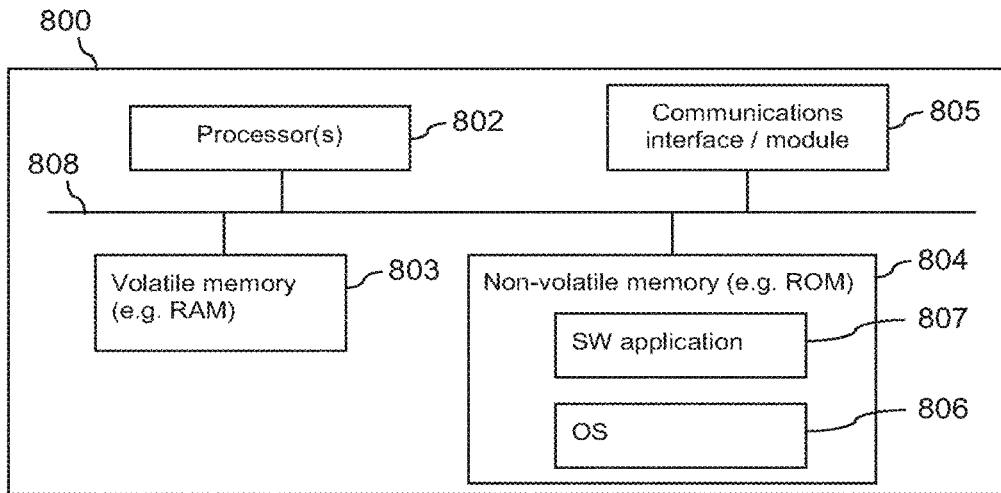 800
Processor(s)
802
Communications
interface / module
805
808
Volatile memory
(e.g. RAM)
803
Non-volatile memory (e.g. ROM)
804
SW application
807
OS
806